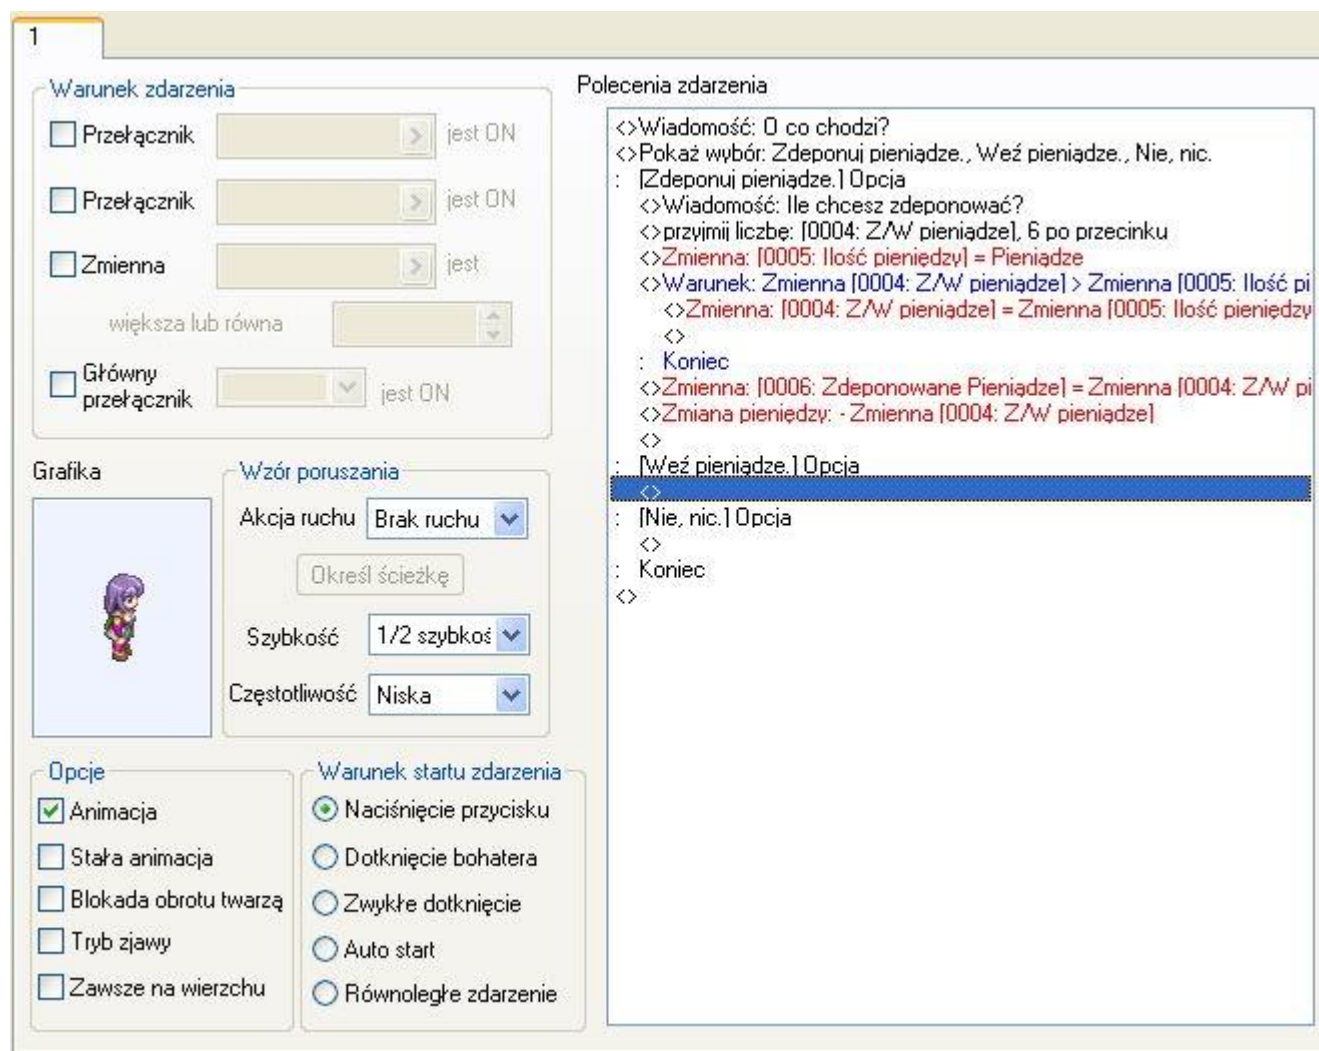 1
Warunek zdarzenia
Przełącznik
jest ON
Przełącznik
jest ON
Zmienna
jest
większa lub równa
Główny
przełącznik
jest ON
Grafika
Wzór poruszania
Akcja ruchu
Brak ruchu
Określ ścieżkę
Szybkość
1/2 szybkoś
Częstotliwość
Niska
Opcje
Animacja
Stała animacja
Blokada obrotu twarzą
Tryb zjawy
Zawsze na wierzchu
Warunek startu zdarzenia
Naciśnięcie przycisku
Dotknięcie bohatera
Zwykłe dotknięcie
Auto start
Równoległe zdarzenie
Polecenia zdarzenia
<>Wiadomość: O co chodzi?
<>Pokaż wybór: Zdeponuj pieniądze., Weź pieniądze., Nie, nic.
: [Zdeponuj pieniądze.] Opcja
<>Wiadomość: Ile chcesz zdeponować?
<>przyjmij liczbę: [0004: Z/W pieniądze], 6 po przecinku
<>Zmienna: [0005: Ilość pieniędzy] = Pieniądze
<>Warunek: Zmienna [0004: Z/W pieniądze] > Zmienna [0005: Ilość pi
<>Zmienna: [0004: Z/W pieniądze] = Zmienna [0005: Ilość pieniędzy
<>
: Koniec
<>Zmienna: [0006: Zdeponowane Pieniądze] = Zmienna [0004: Z/W pi
<>Zmiana pieniędzy: - Zmienna [0004: Z/W pieniądze]
<>
: [Weź pieniądze.] Opcja
<>
: [Nie, nic.] Opcja
<>
: Koniec
<>